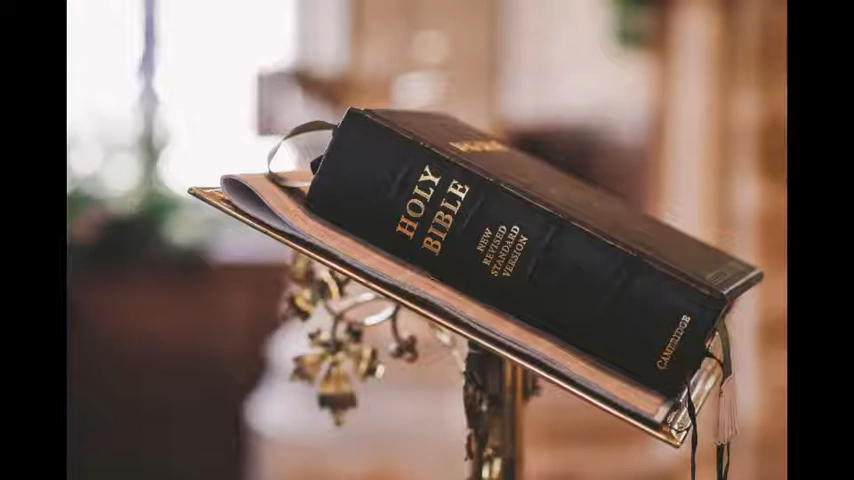 HOLY
BIBLE
NEW
REVISED
STANDARD
VERSION
CAMBRIDGE